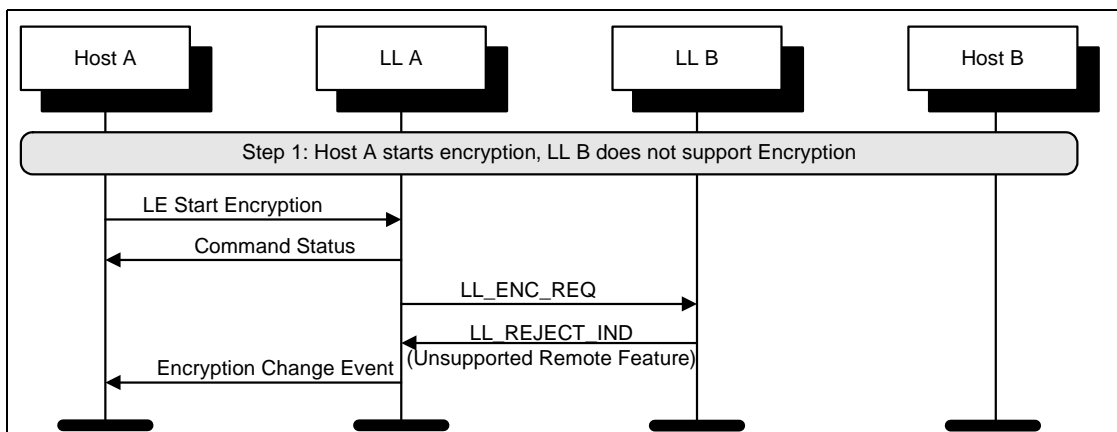 Host A
LL A
LL B
Host B
Step 1: Host A starts encryption, LL B does not support Encryption
LE Start Encryption
Command Status
LL_ENC_REQ
LL_REJECT_IND
(Unsupported Remote Feature)
Encryption Change Event